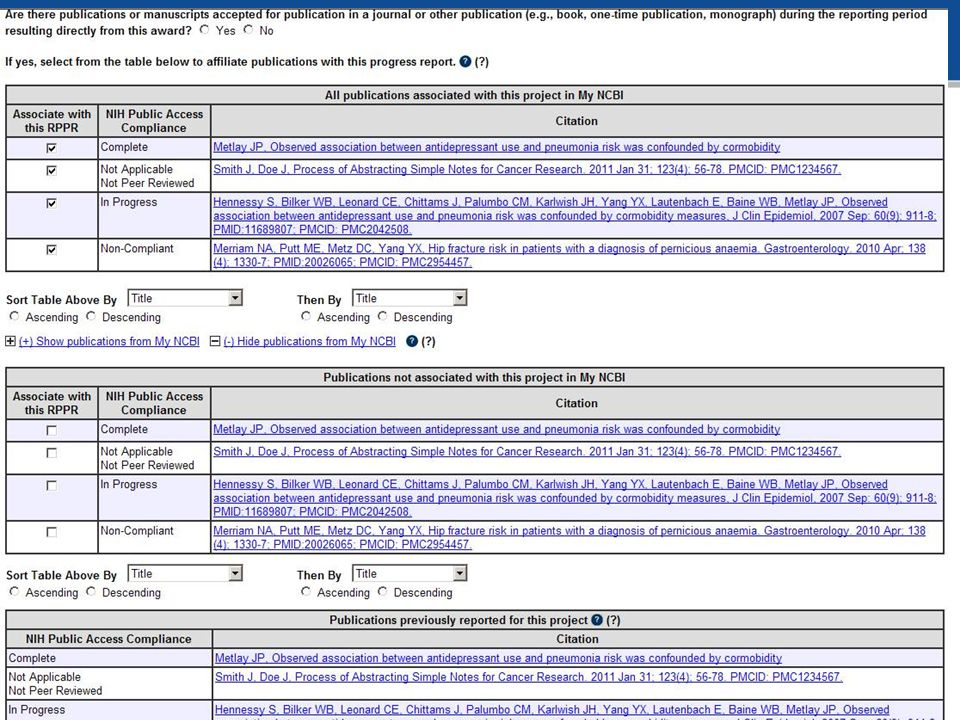 Are there publications or manuscripts accepted for publication in a journal or other publication (e.g., book, one-time publication, monograph) during the reporting period
resulting directly from this award? Yes No
If yes, select from the table below to affiliate publications with this progress report. ? (?)
All publications associated with this project in My NCBI
Associate with this RPPR NIH Public Access Compliance Citation
Complete Metlay JP, Observed association between antidepressant use and pneumonia risk was confounded by cormobidity
Not Applicable Smith J, Doe J, Process of Abstracting Simple Notes for Cancer Research. 2011 Jan 31; 123(4); 56-78. PMCID: PMC1234567.
Not Peer Reviewed
In Progress Hennessy S, Bilker WB, Leonard CE, Chittams J, Palumbo CM, Karlwish JH, Yang YX, Lautenbach E, Baine WB, Metlay JP, Observed
association between antidepressant use and pneumonia risk was confounded by cormobidity measures, J Clin Epidemiol, 2007 Sep: 60(9); 911-8;
PMID:11689807; PMCID: PMC2042508.
Non-Compliant Merriam NA, Putt ME, Metz DC, Yang YX, Hip fracture risk in patients with a diagnosis of pernicious anaemia. Gastroenterology. 2010 Apr; 138
(4); 1330-7; PMID:20026065; PMCID: PMC2954457.
Sort Table Above By Title Then By Title
Ascending Descending Ascending Descending
(+) Show publications from My NCBI (-) Hide publications from My NCBI ? (?)
Publications not associated with this project in My NCBI
Associate with this RPPR NIH Public Access Compliance Citation
Complete Metlay JP, Observed association between antidepressant use and pneumonia risk was confounded by cormobidity
Not Applicable Smith J, Doe J, Process of Abstracting Simple Notes for Cancer Research. 2011 Jan 31; 123(4); 56-78. PMCID: PMC1234567.
Not Peer Reviewed
In Progress Hennessy S, Bilker WB, Leonard CE, Chittams J, Palumbo CM, Karlwish JH, Yang YX, Lautenbach E, Baine WB, Metlay JP, Observed
association between antidepressant use and pneumonia risk was confounded by cormobidity measures, J Clin Epidemiol, 2007 Sep: 60(9); 911-8;
PMID:11689807; PMCID: PMC2042508.
Non-Compliant Merriam NA, Putt ME, Metz DC, Yang YX, Hip fracture risk in patients with a diagnosis of pernicious anaemia. Gastroenterology. 2010 Apr; 138
(4); 1330-7; PMID:20026065; PMCID: PMC2954457.
Sort Table Above By Title Then By Title
Ascending Descending Ascending Descending
Publications previously reported for this project ? (?)
NIH Public Access Compliance Citation
Complete Metlay JP, Observed association between antidepressant use and pneumonia risk was confounded by cormobidity
Not Applicable Smith J, Doe J, Process of Abstracting Simple Notes for Cancer Research. 2011 Jan 31; 123(4); 56-78. PMCID: PMC1234567.
Not Peer Reviewed
In Progress Hennessy S, Bilker WB, Leonard CE, Chittams J, Palumbo CM, Karlwish JH, Yang YX, Lautenbach E, Baine WB, Metlay JP, Observed